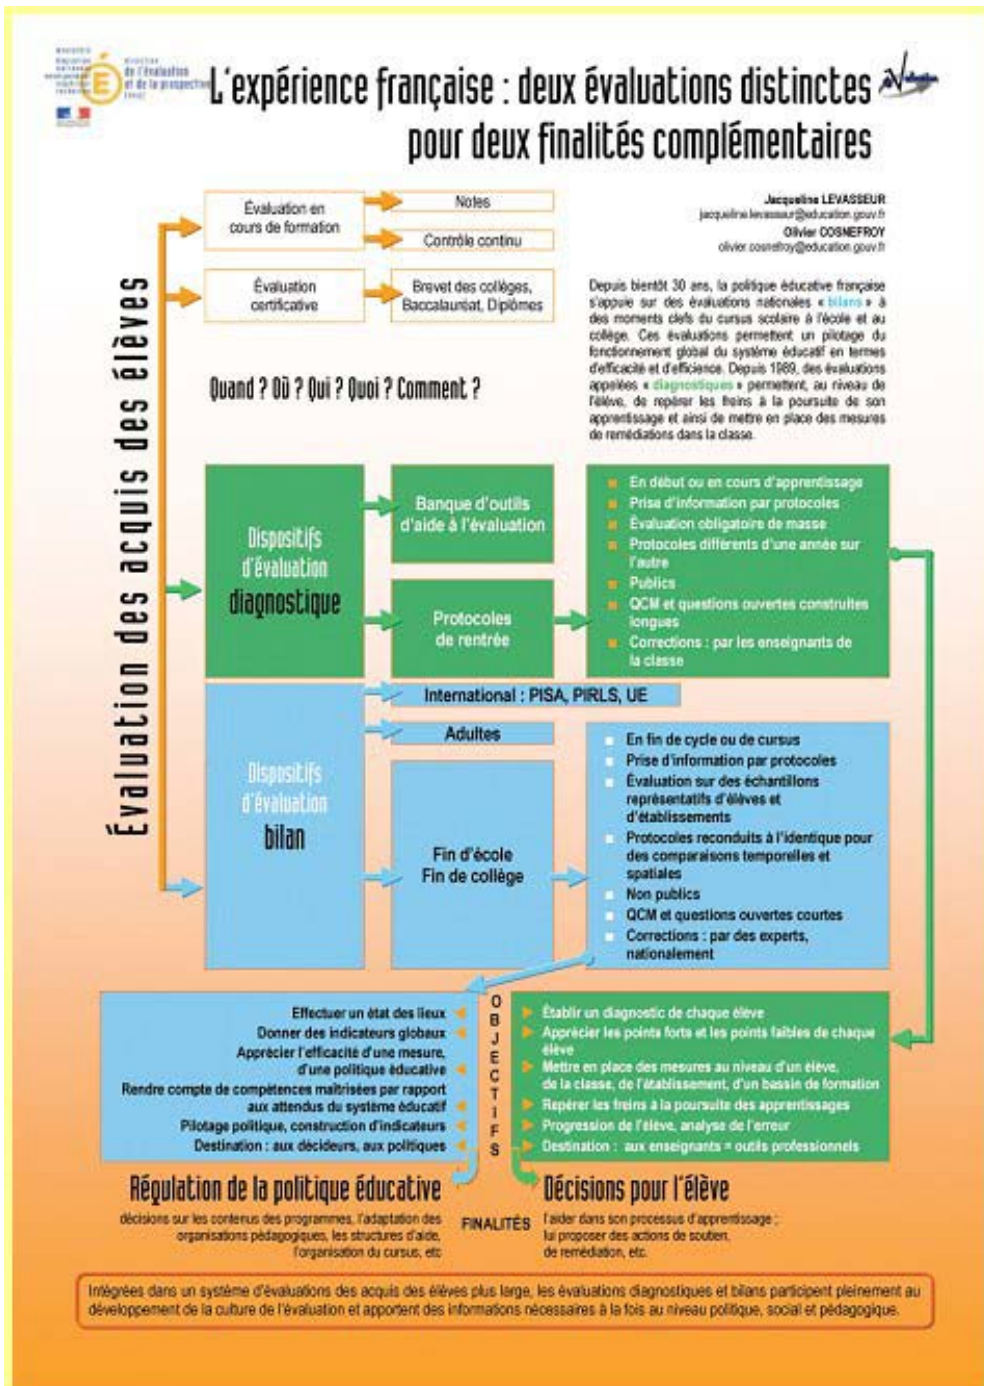 direction
de l'évaluation
et de la prospective
L'expérience française : deux évaluations distinctes
pour deux finalités complémentaires
Jacqueline LEVASSEUR
jacqueline.levasseur@education.gouv.fr
Olivier COSNEFROY
olivier.cosnefroy@education.gouv.fr
Évaluation des acquis des élèves
Évaluation en
cours de formation
Notes
Contrôle continu
Évaluation
certificative
Brevet des collèges,
Baccalauréat, Diplômes
Depuis bientôt 30 ans, la politique éducative française
s'appuie sur des évaluations nationales « bilans » à
des moments clefs du cursus scolaire à l'école et au
collège. Ces évaluations permettent un pilotage du
fonctionnement global du système éducatif en termes
d'efficacité et d'efficience. Depuis 1989, des évaluations
appelées « diagnostiques » permettent, au niveau de
l'élève, de repérer les freins à la poursuite de son
apprentissage et ainsi de mettre en place des mesures
de remédiations dans la classe.
Quand ? Où ? Qui ? Quoi ? Comment ?
Dispositifs
d'évaluation
diagnostique
Banque d'outils
d'aide à l'évaluation
Protocoles
de rentrée
En début ou en cours d'apprentissage
Prise d'information par protocoles
Évaluation obligatoire de masse
Protocoles différents d'une année sur
l'autre
Publics
QCM et questions ouvertes construites
longues
Corrections : par les enseignants de
la classe
Dispositifs
d'évaluation
bilan
International : PISA, PIRLS, UE
Adultes
Fin d'école
Fin de collège
En fin de cycle ou de cursus
Prise d'information par protocoles
Évaluation sur des échantillons
représentatifs d'élèves et
d'établissements
Protocoles reconduits à l'identique pour
des comparaisons temporelles et
spatiales
Non publics
QCM et questions ouvertes courtes
Corrections : par des experts,
nationalement
OBJECTIFS
Effectuer un état des lieux
Donner des indicateurs globaux
Apprécier l'efficacité d'une mesure,
d'une politique éducative
Rendre compte de compétences maîtrisées par rapport
aux attendus du système éducatif
Pilotage politique, construction d'indicateurs
Destination : aux décideurs, aux politiques
Établir un diagnostic de chaque élève
Apprécier les points forts et les points faibles de chaque
élève
Mettre en place des mesures au niveau d'un élève,
de la classe, de l'établissement, d'un bassin de formation
Repérer les freins à la poursuite des apprentissages
Progression de l'élève, analyse de l'erreur
Destination : aux enseignants = outils professionnels
Régulation de la politique éducative
décisions sur les contenus des programmes, l'adaptation des
organisations pédagogiques, les structures d'aide,
l'organisation du cursus, etc
FINALITÉS
Décisions pour l'élève
l'aider dans son processus d'apprentissage ;
lui proposer des actions de soutien,
de remédiation, etc.
Intégrées dans un système d'évaluations des acquis des élèves plus large, les évaluations diagnostiques et bilans participent pleinement au
développement de la culture de l'évaluation et apportent des informations nécessaires à la fois au niveau politique, social et pédagogique.